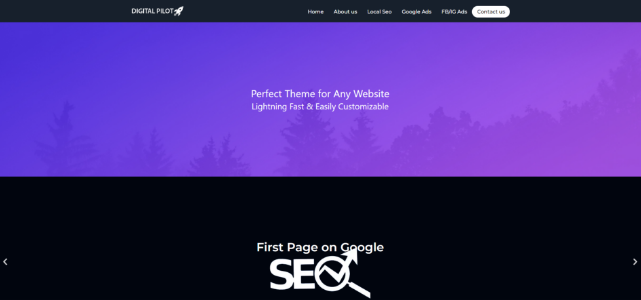 DIGITAL PILOT
Home About us Local Seo Google Ads FB/IG Ads Contact us
Perfect Theme for Any Website
Lightning Fast & Easily Customizable
First Page on Google
SEO